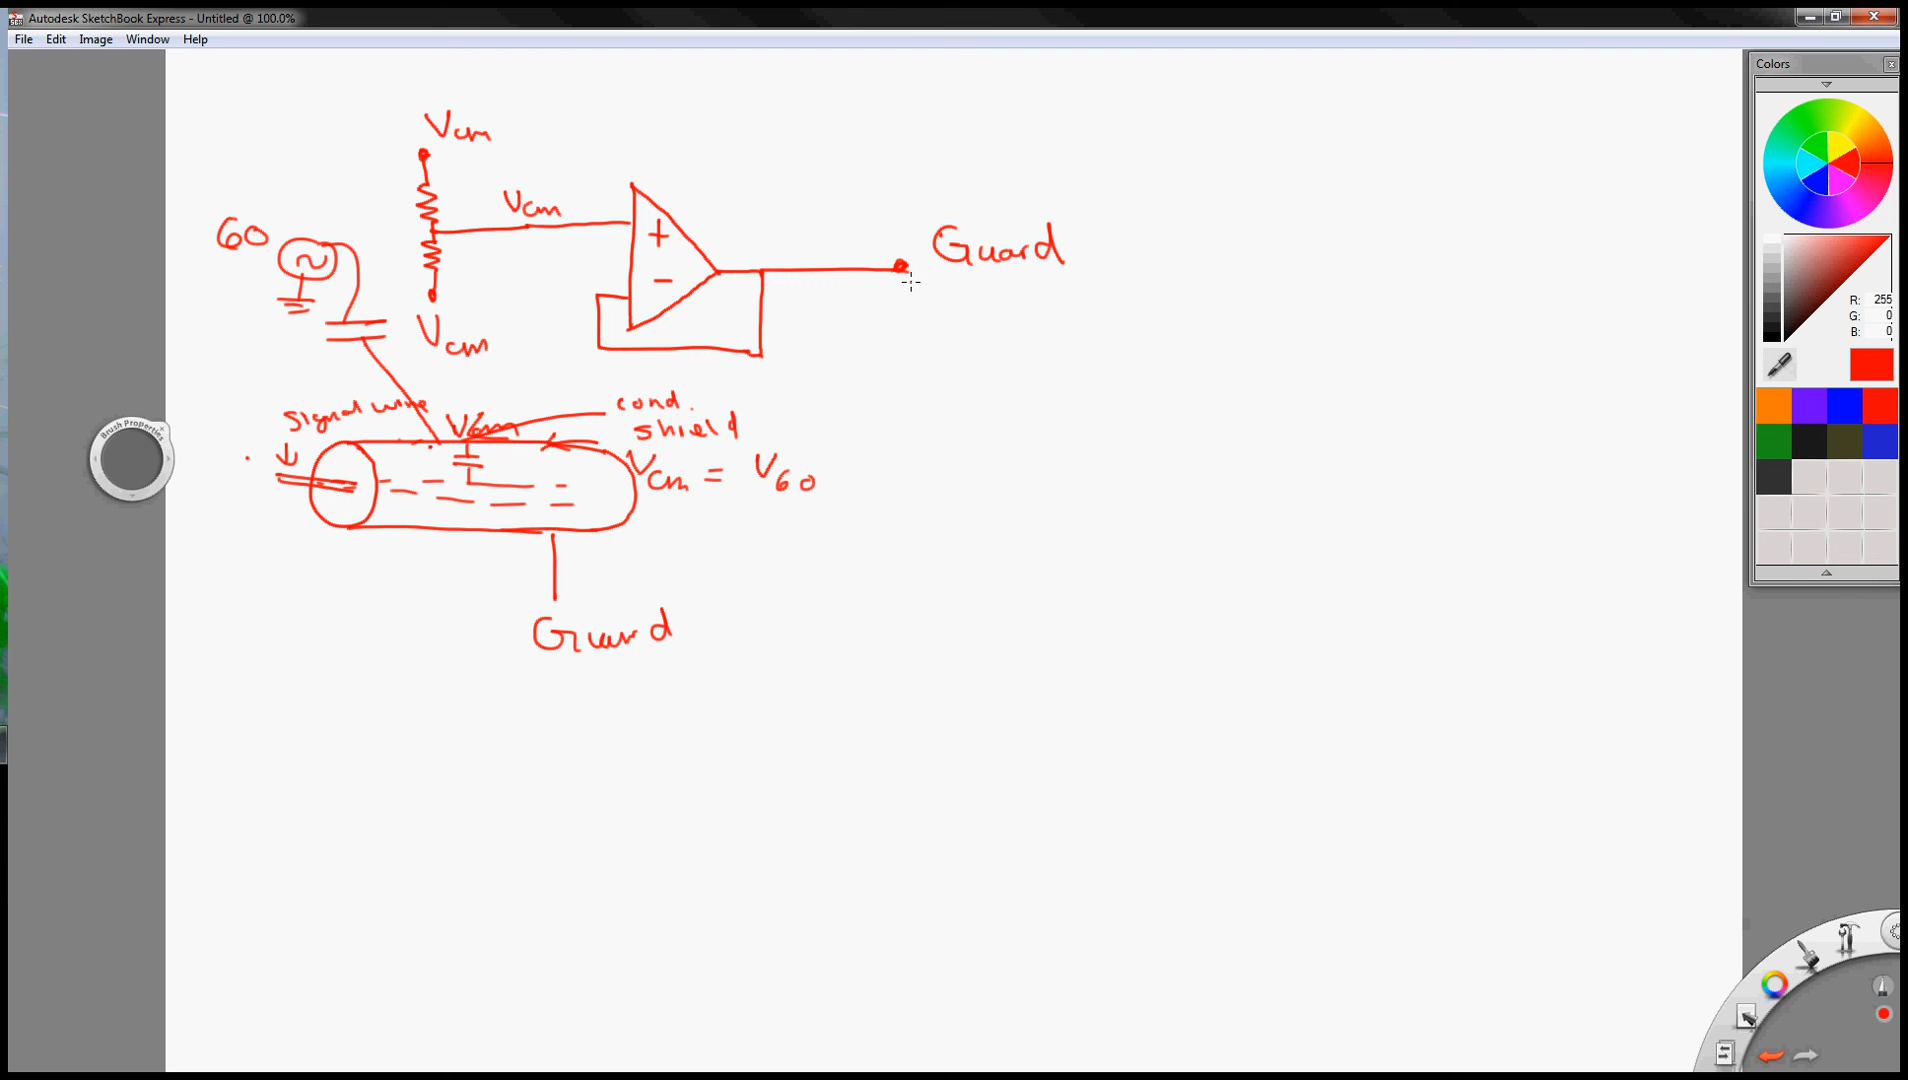 Autodesk SketchBook Express - Untitled @ 100.0%
File Edit Image Window Help
Colors
R: 255
G: 0
B: 0
Brush Properties
Vcm
Vcm
60
+
-
Guard
Vcm
signal wire
Vcm
cond.
shield
Vcm = V60
Guard